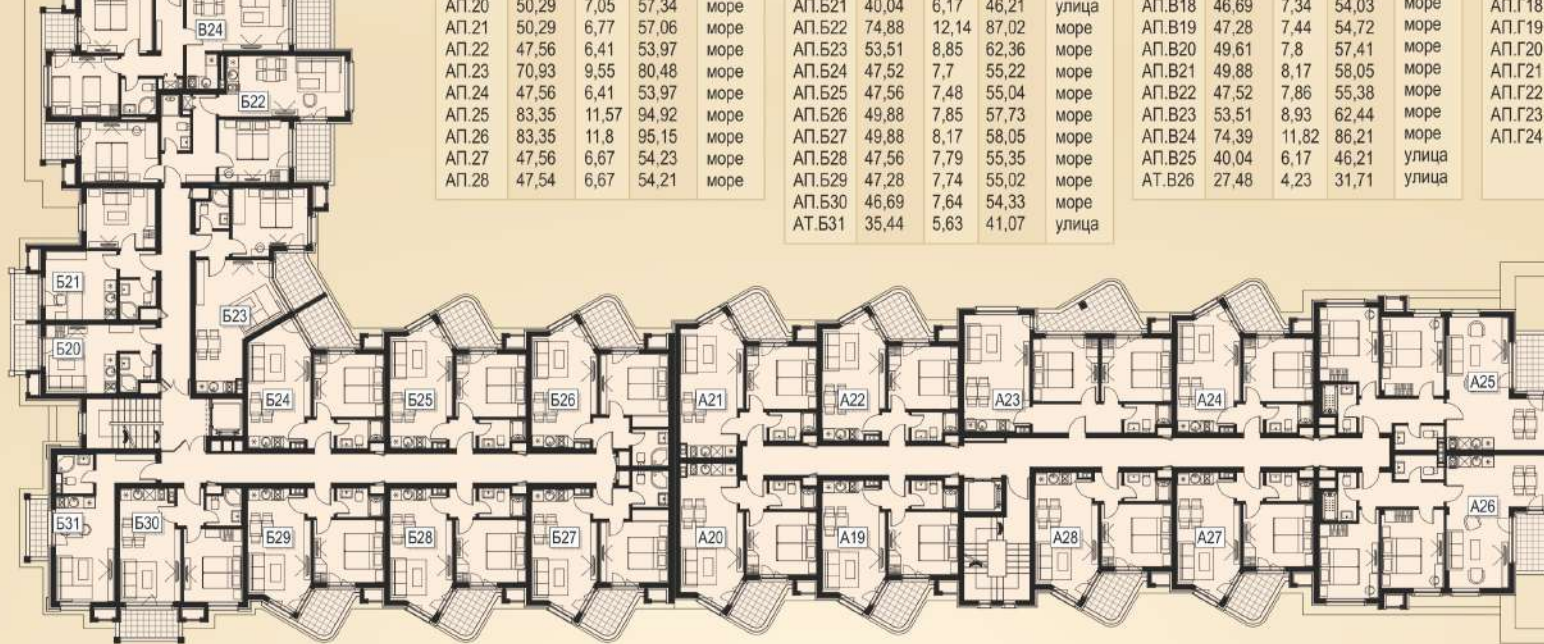 АП.20 50,29 7,05 57,34 море
АП.21 50,29 6,77 57,06 море
АП.22 47,56 6,41 53,97 море
АП.23 70,93 9,55 80,48 море
АП.24 47,56 6,41 53,97 море
АП.25 83,35 11,57 94,92 море
АП.26 83,35 11,8 95,15 море
АП.27 47,56 6,67 54,23 море
АП.28 47,54 6,67 54,21 море
АП.Б21 40,04 6,17 46,21 улица
АП.Б22 74,88 12,14 87,02 море
АП.Б23 53,51 8,85 62,36 море
АП.Б24 47,52 7,7 55,22 море
АП.Б25 47,56 7,48 55,04 море
АП.Б26 49,88 7,85 57,73 море
АП.Б27 49,88 8,17 58,05 море
АП.Б28 47,56 7,79 55,35 море
АП.Б29 47,28 7,74 55,02 море
АП.Б30 46,69 7,64 54,33 море
АТ.Б31 35,44 5,63 41,07 улица
АП.В18 46,69 7,34 54,03 море
АП.В19 47,28 7,44 54,72 море
АП.В20 49,61 7,8 57,41 море
АП.В21 49,88 8,17 58,05 море
АП.В22 47,52 7,86 55,38 море
АП.В23 53,51 8,93 62,44 море
АП.В24 74,39 11,82 86,21 море
АП.В25 40,04 6,17 46,21 улица
АТ.В26 27,48 4,23 31,71 улица
АП.Г18
АП.Г19
АП.Г20
АП.Г21
АП.Г22
АП.Г23
АП.Г24
В24
Б22
Б21
Б23
Б20
Б24
Б25
Б26
А21
А22
А23
А24
А25
Б31
Б30
Б29
Б28
Б27
А20
А19
А28
А27
А26